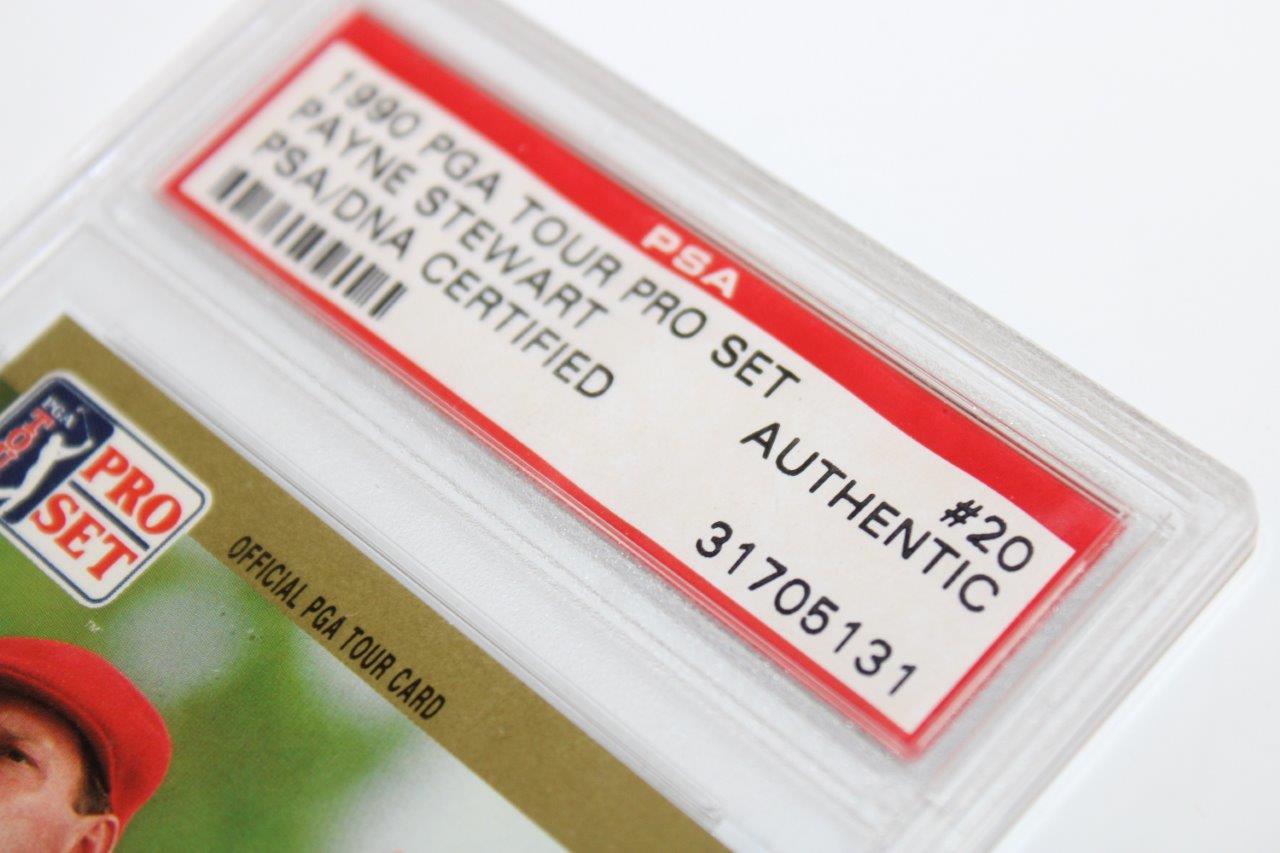 PSA
1990 PGA TOUR PRO SET #20
PAYNE STEWART AUTHENTIC
PSA/DNA CERTIFIED
31705131
PGA
TOUR
PRO
SET
TM
OFFICIAL PGA TOUR CARD